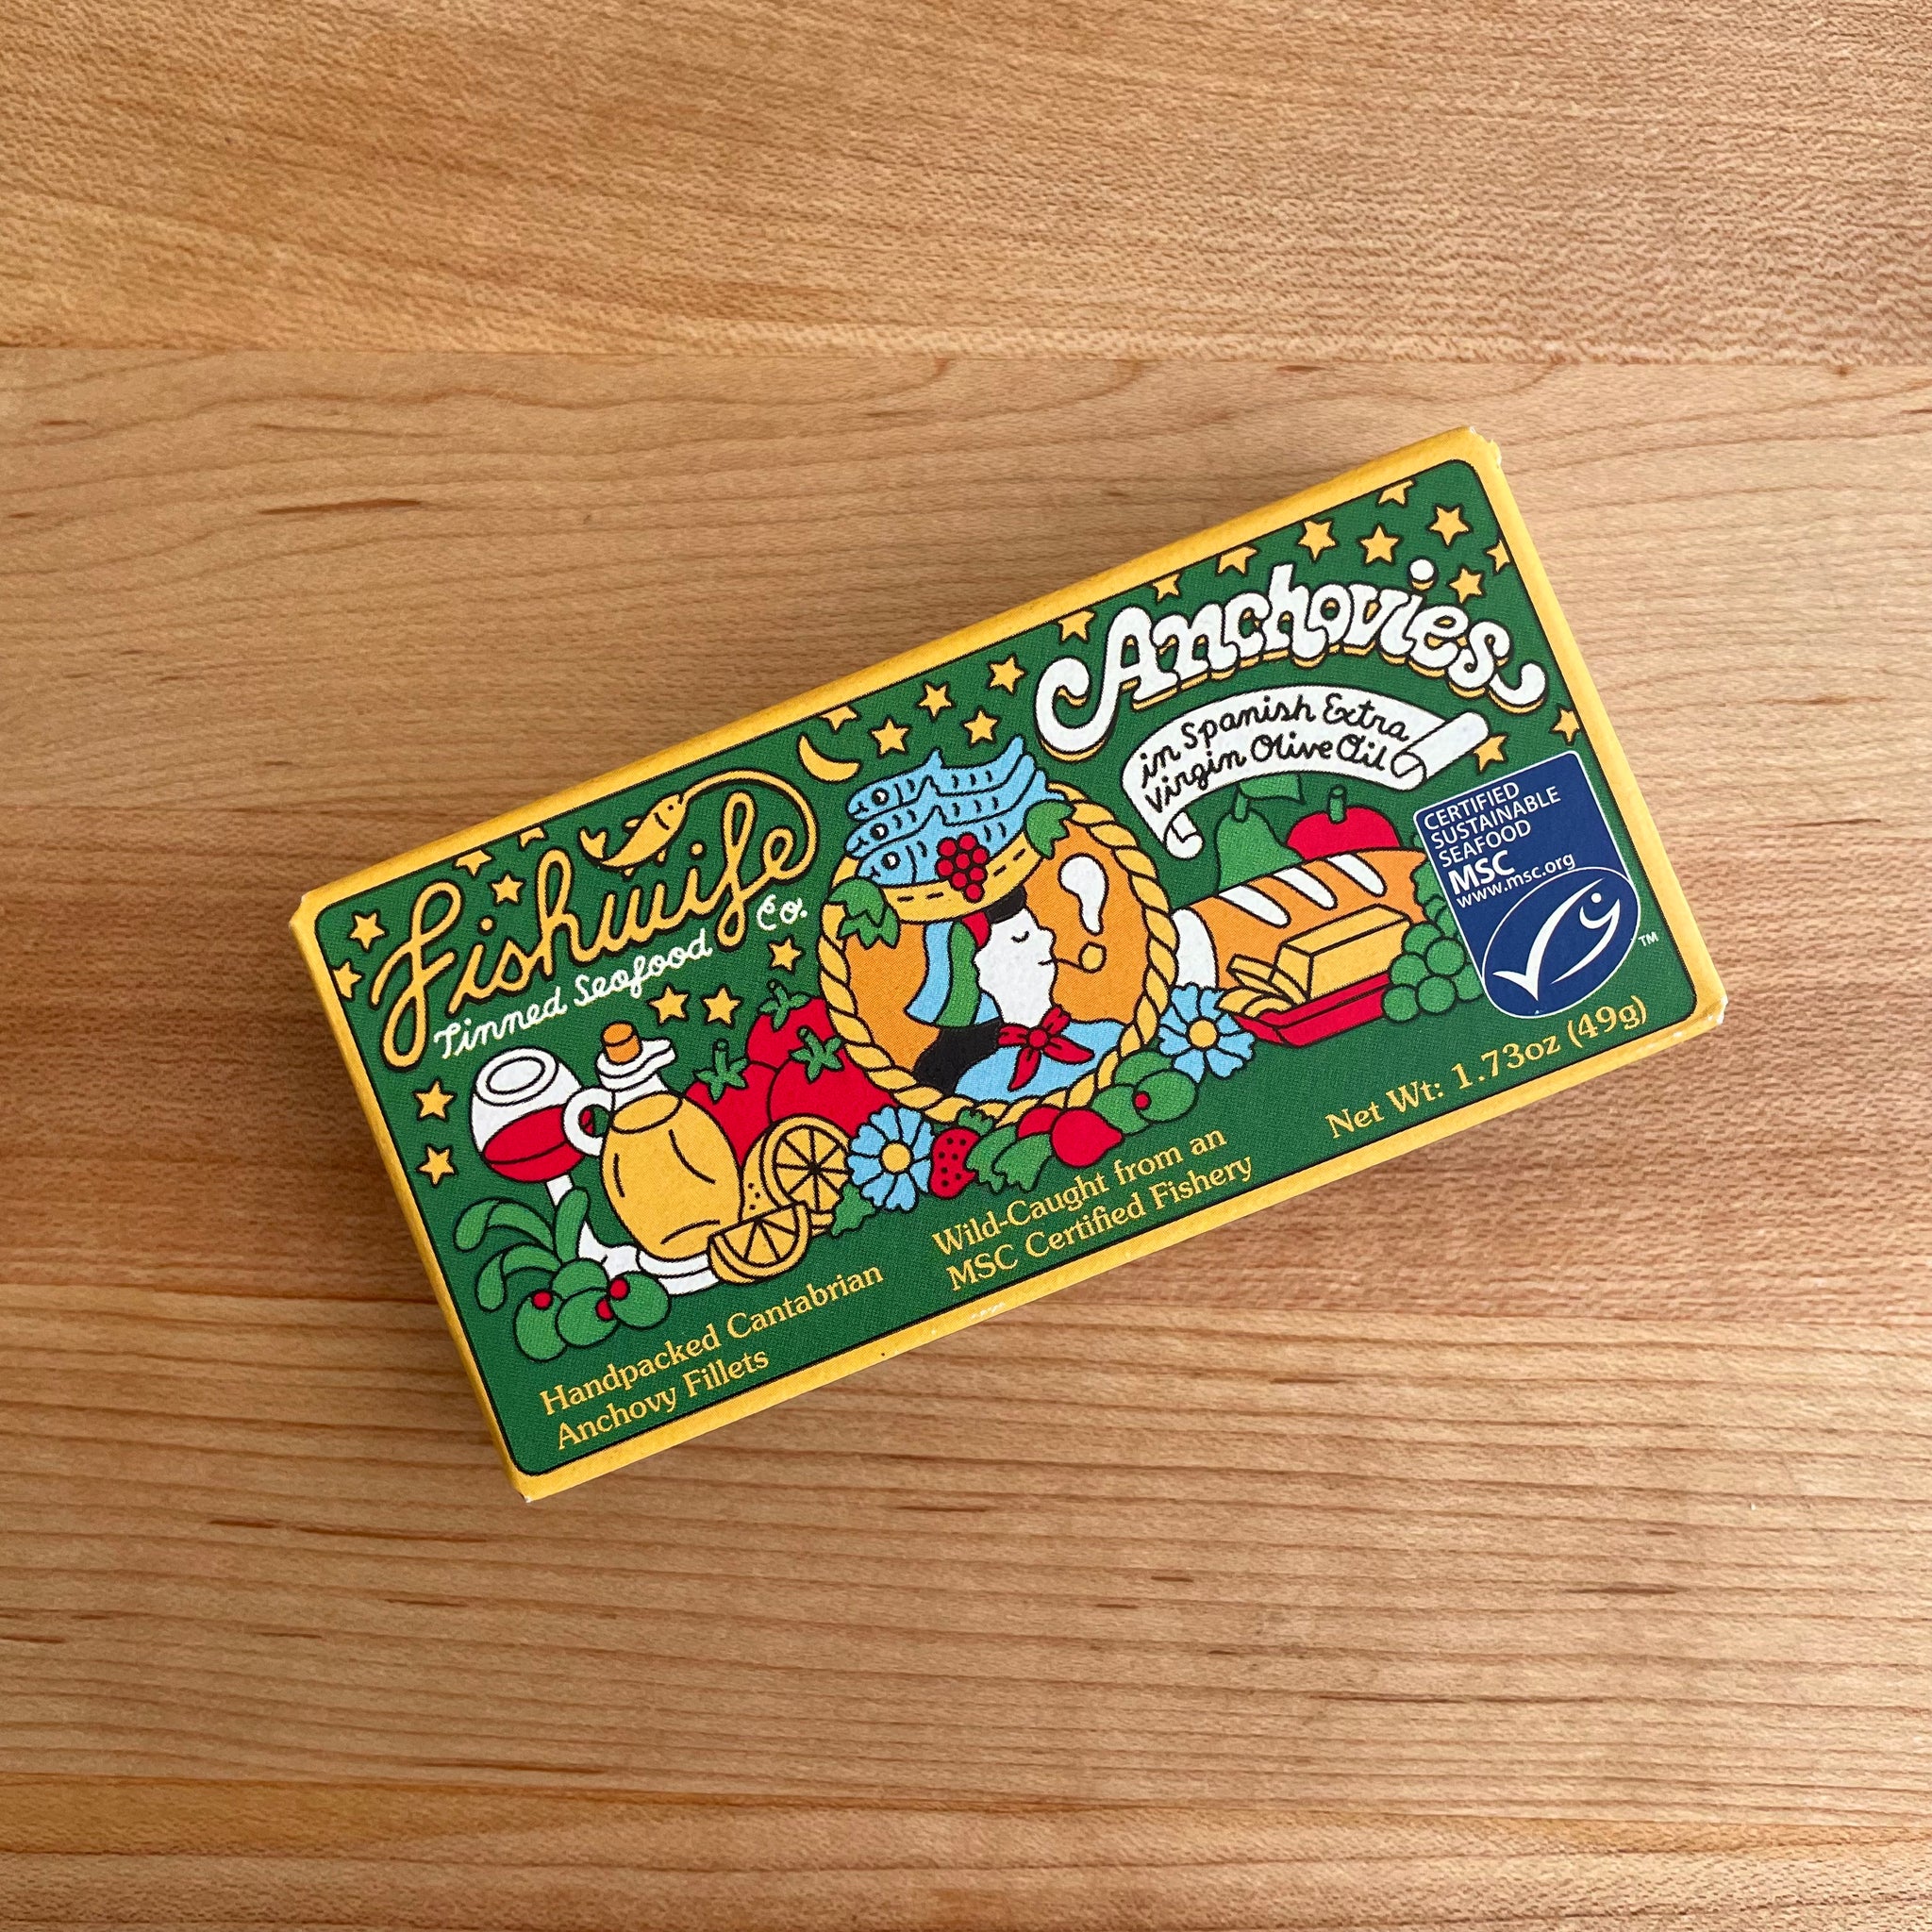 Fishwife
Tinned Seafood Co.
Anchovies
in Spanish Extra
Virgin Olive Oil
CERTIFIED
SUSTAINABLE
SEAFOOD
MSC
www.msc.org
TM
Handpacked Cantabrian
Anchovy Fillets
Wild-Caught from an
MSC Certified Fishery
Net Wt: 1.73oz (49g)